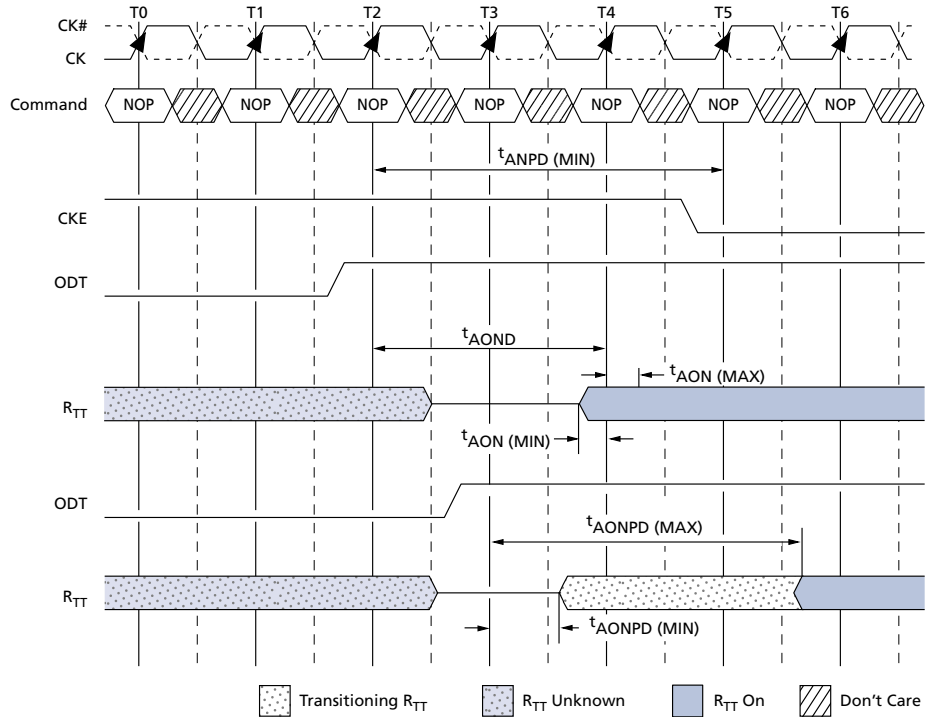 CK#
T0 T1 T2 T3 T4 T5 T6
CK
Command NOP NOP NOP NOP NOP NOP NOP
tANPD (MIN)
CKE
ODT
tAOND
tAON (MAX)
RTT
tAON (MIN)
ODT
tAONPD (MAX)
RTT
tAONPD (MIN)
Transitioning RTT RTT Unknown RTT On Don't Care